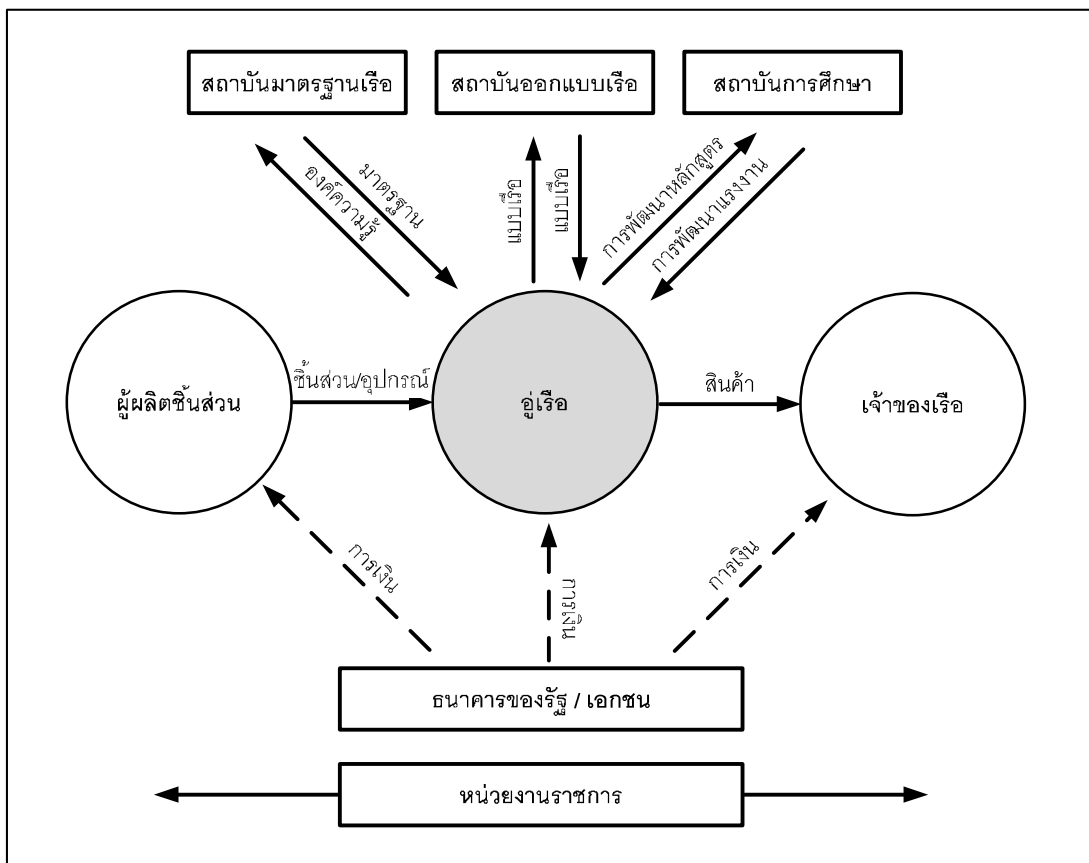 สถาบันมาตรฐานเรือ
สถาบันออกแบบเรือ
สถาบันการศึกษา
มาตรฐาน
องค์ความรู้
แบบเรือ
แบบเรือ
การพัฒนาหลักสูตร
การพัฒนาแรงงาน
ผู้ผลิตชิ้นส่วน
ชิ้นส่วน/อุปกรณ์
อู่เรือ
สินค้า
เจ้าของเรือ
การเงิน
การเงิน
การเงิน
ธนาคารของรัฐ / เอกชน
หน่วยงานราชการ